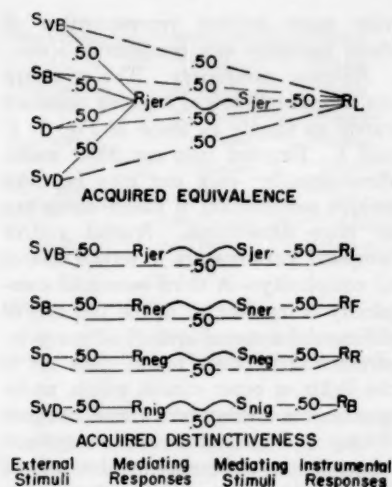 SVB
.50 .50
SB .50 .50
Rjer Sjer .50 RL
SD .50 .50
.50 .50
SVD
ACQUIRED EQUIVALENCE
SVB .50 Rjer Sjer .50 RL
.50
SB .50 Rner Sner .50 RF
.50
SD .50 Rneg Sneg .50 RR
.50
SVD .50 Rnig Snig .50 RB
.50
ACQUIRED DISTINCTIVENESS
External Mediating Mediating Instrumental
Stimuli Responses Stimuli Responses